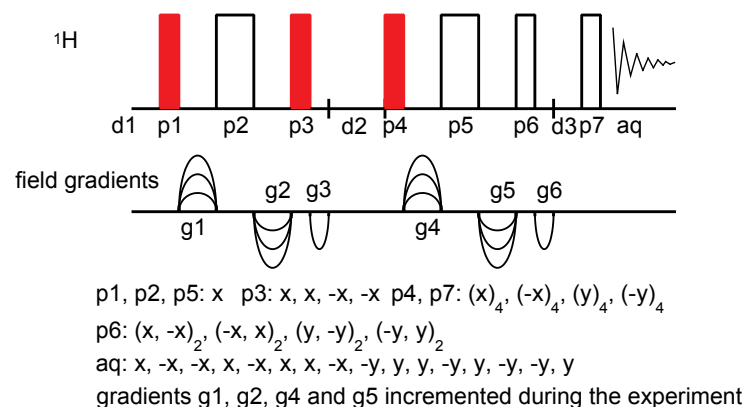 1H
d1 p1 p2 p3 d2 p4 p5 p6 d3 p7 aq
field gradients
g1 g2 g3 g4 g5 g6
p1, p2, p5: x p3: x, x, -x, -x p4, p7: (x)4, (-x)4, (y)4, (-y)4
p6: (x, -x)2, (-x, x)2, (y, -y)2, (-y, y)2
aq: x, -x, -x, x, -x, x, x, -x, -y, y, y, -y, y, -y, -y, y
gradients g1, g2, g4 and g5 incremented during the experiment